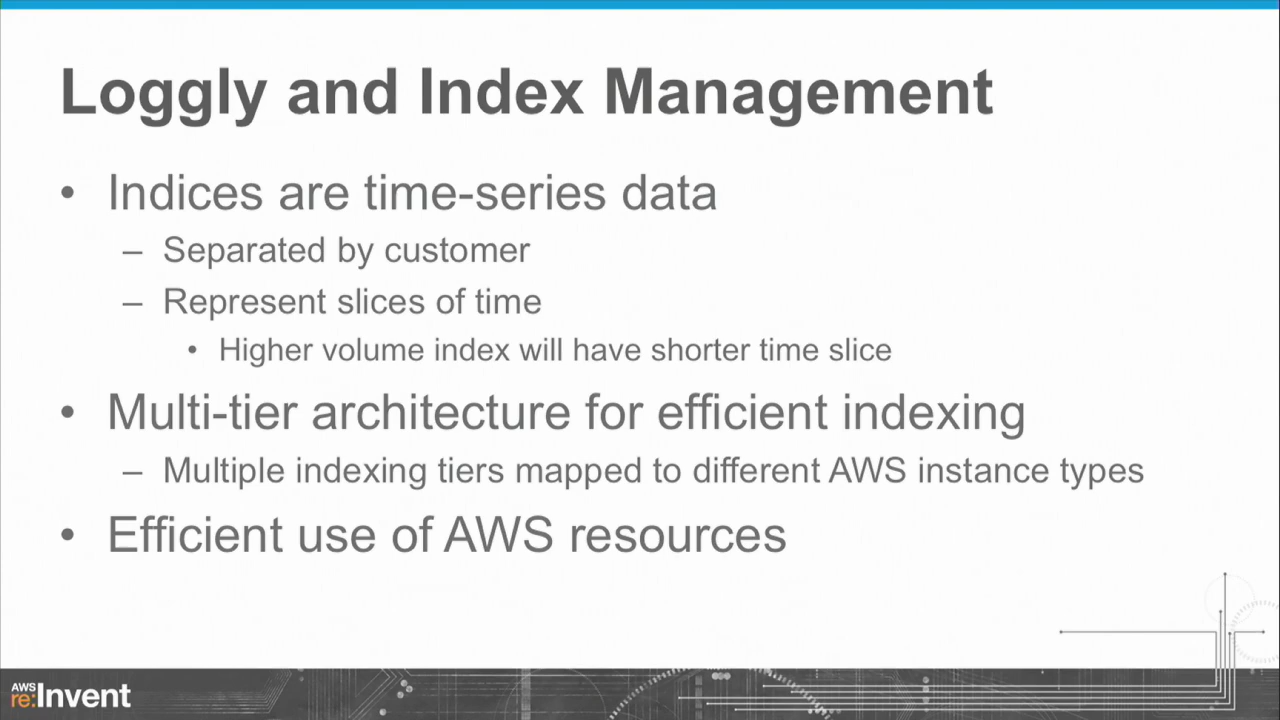 Loggly and Index Management
• Indices are time-series data
– Separated by customer
– Represent slices of time
• Higher volume index will have shorter time slice
• Multi-tier architecture for efficient indexing
– Multiple indexing tiers mapped to different AWS instance types
• Efficient use of AWS resources
AWS
re:Invent